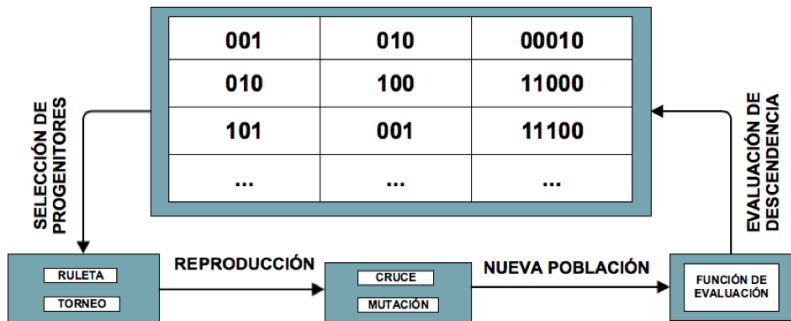 001 010 00010
010 100 11000
101 001 11100
... ... ...
SELECCIÓN DE
PROGENITORES
EVALUACIÓN DE
DESCENDENCIA
RULETA
TORNEO
REPRODUCCIÓN
CRUCE
MUTACIÓN
NUEVA POBLACIÓN
FUNCIÓN DE
EVALUACIÓN